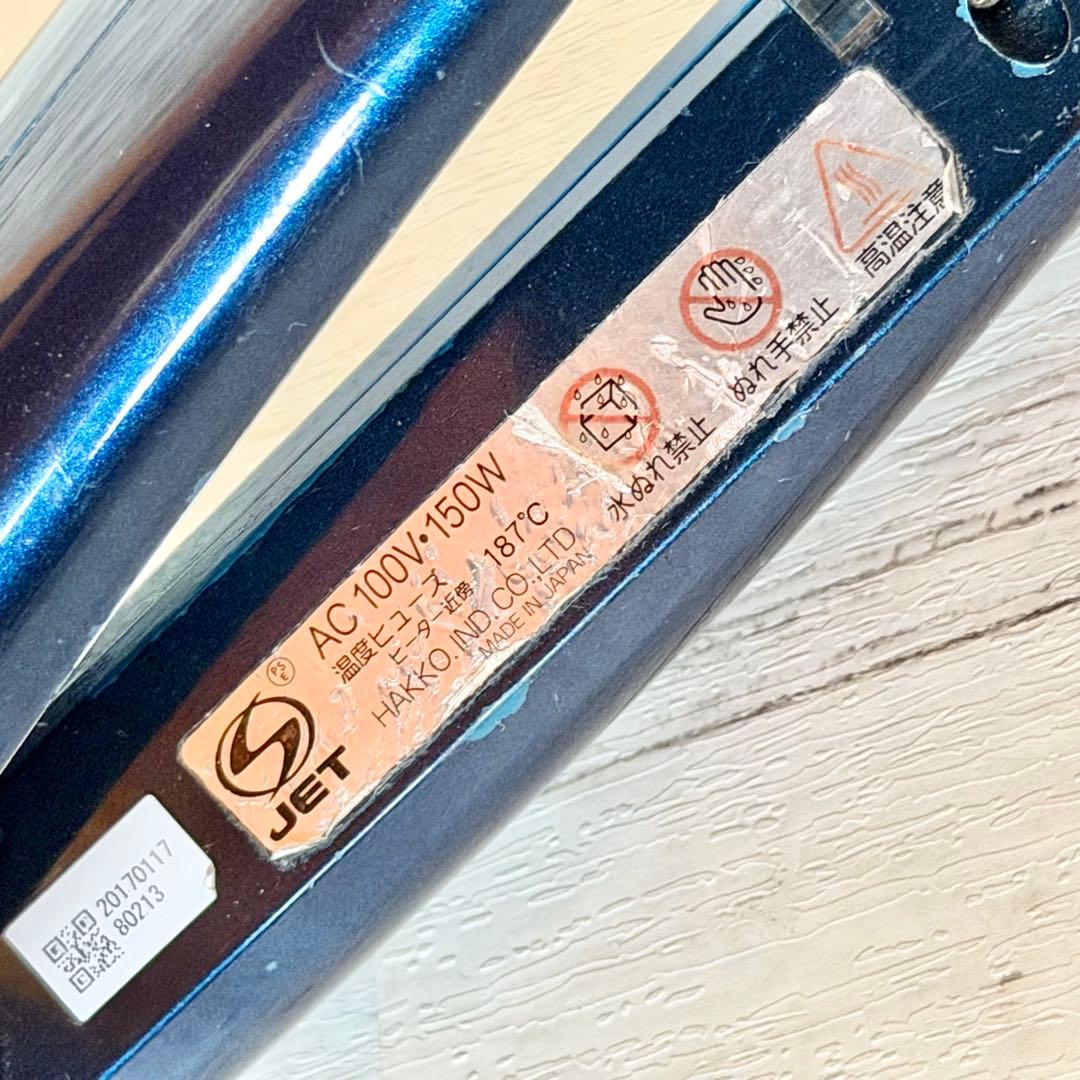 高温注意
ぬれ手禁止
水ぬれ禁止
PSE
AC 100V・150W
温度ヒューズ
ヒーター近傍 187℃
HAKKO. IND. CO., LTD.
MADE IN JAPAN
JET
20170117
80213